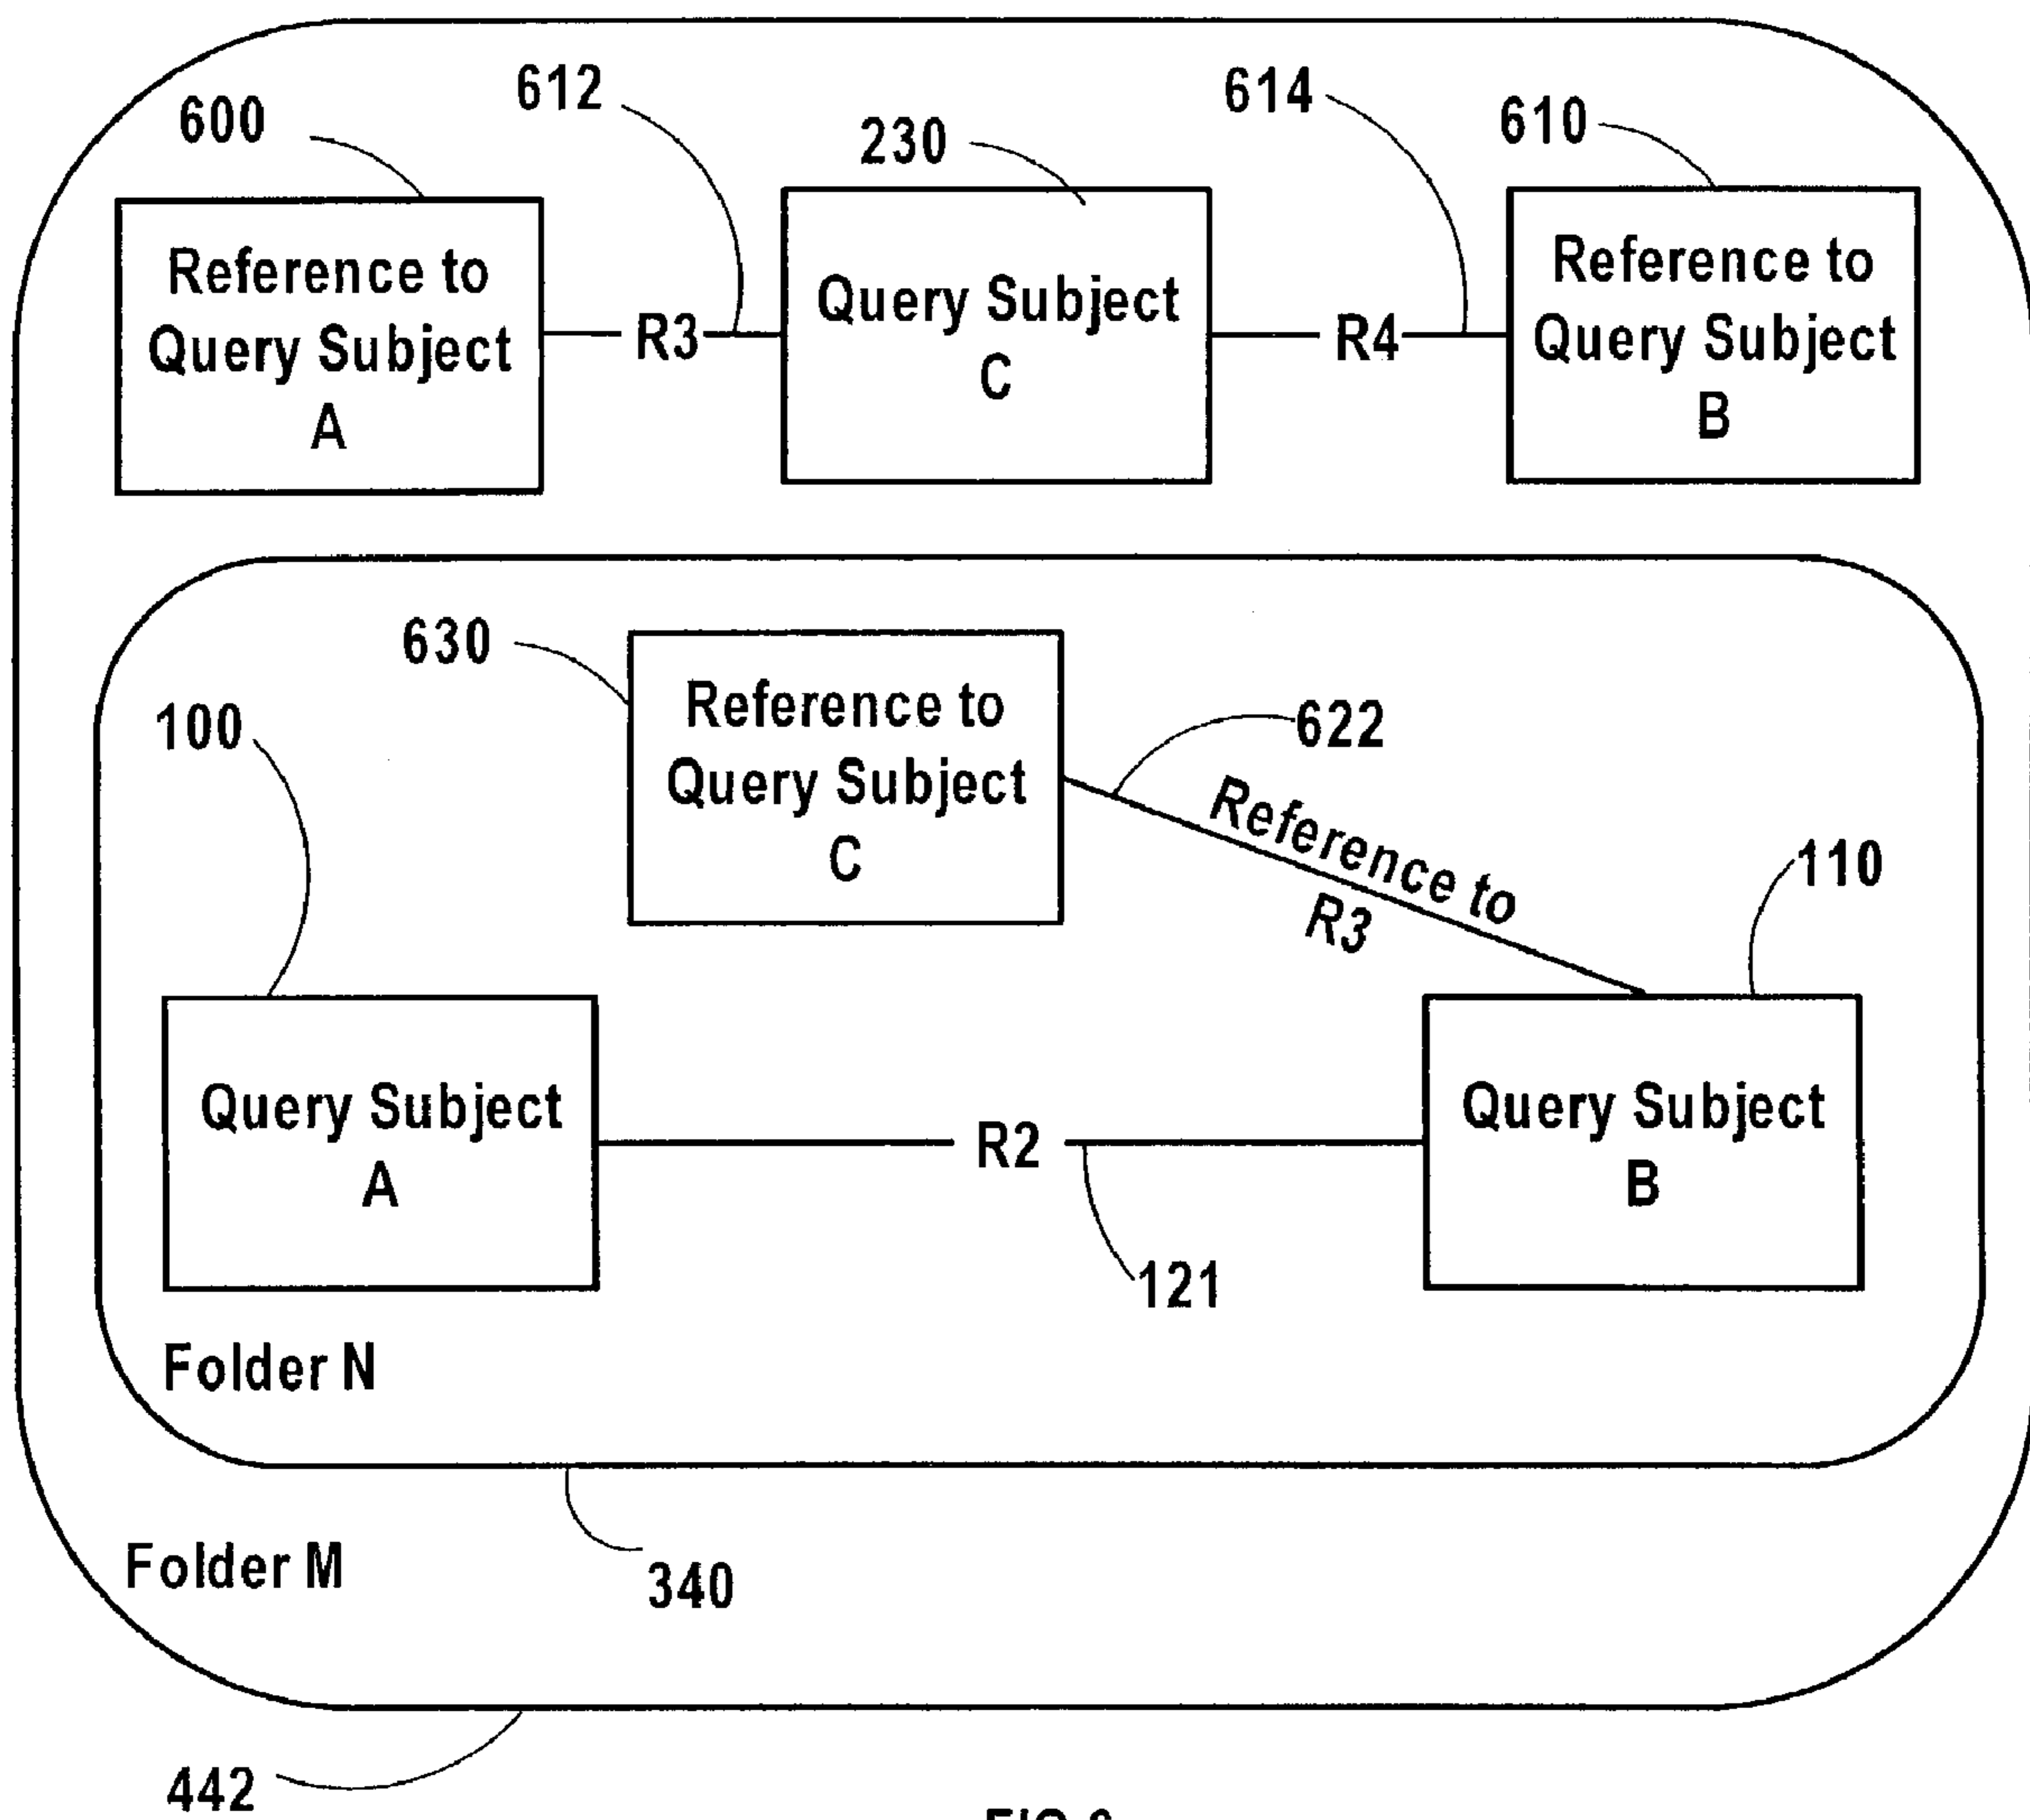 600
612
230
614
610
Reference to
Query Subject
A
R3
Query Subject
C
R4
Reference to
Query Subject
B
630
Reference to
Query Subject
C
622
Reference to
R3
100
110
Query Subject
A
R2
Query Subject
B
121
Folder N
340
Folder M
442